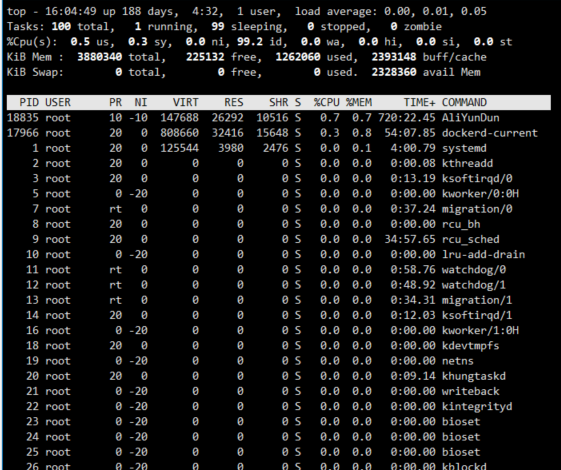 top - 16:04:49 up 188 days,  4:32,  1 user,  load average: 0.00, 0.01, 0.05
Tasks: 100 total,   1 running,  99 sleeping,   0 stopped,   0 zombie
%Cpu(s):  0.5 us,  0.3 sy,  0.0 ni, 99.2 id,  0.0 wa,  0.0 hi,  0.0 si,  0.0 st
KiB Mem :  3880340 total,   225132 free,  1262060 used,  2393148 buff/cache
KiB Swap:        0 total,        0 free,        0 used.  2328360 avail Mem
PID USER      PR  NI    VIRT    RES    SHR S  %CPU %MEM     TIME+ COMMAND
18835 root      10 -10  147688  26292  10516 S   0.7  0.7 720:22.45 AliYunDun
17966 root      20   0  808660  32416  15648 S   0.3  0.8  54:07.85 dockerd-current
1 root      20   0  125544   3980   2476 S   0.0  0.1   4:00.79 systemd
2 root      20   0       0      0      0 S   0.0  0.0   0:00.08 kthreadd
3 root      20   0       0      0      0 S   0.0  0.0   0:13.19 ksoftirqd/0
5 root       0 -20       0      0      0 S   0.0  0.0   0:00.00 kworker/0:0H
7 root      rt   0       0      0      0 S   0.0  0.0   0:37.24 migration/0
8 root      20   0       0      0      0 S   0.0  0.0   0:00.00 rcu_bh
9 root      20   0       0      0      0 S   0.0  0.0  34:57.65 rcu_sched
10 root       0 -20       0      0      0 S   0.0  0.0   0:00.00 lru-add-drain
11 root      rt   0       0      0      0 S   0.0  0.0   0:58.76 watchdog/0
12 root      rt   0       0      0      0 S   0.0  0.0   0:48.92 watchdog/1
13 root      rt   0       0      0      0 S   0.0  0.0   0:34.31 migration/1
14 root      20   0       0      0      0 S   0.0  0.0   0:12.03 ksoftirqd/1
16 root       0 -20       0      0      0 S   0.0  0.0   0:00.00 kworker/1:0H
18 root      20   0       0      0      0 S   0.0  0.0   0:00.00 kdevtmpfs
19 root       0 -20       0      0      0 S   0.0  0.0   0:00.00 netns
20 root      20   0       0      0      0 S   0.0  0.0   0:09.14 khungtaskd
21 root       0 -20       0      0      0 S   0.0  0.0   0:00.00 writeback
22 root       0 -20       0      0      0 S   0.0  0.0   0:00.00 kintegrityd
23 root       0 -20       0      0      0 S   0.0  0.0   0:00.00 bioset
24 root       0 -20       0      0      0 S   0.0  0.0   0:00.00 bioset
25 root       0 -20       0      0      0 S   0.0  0.0   0:00.00 bioset
26 root       0 -20       0      0      0 S   0.0  0.0   0:00.00 kblockd